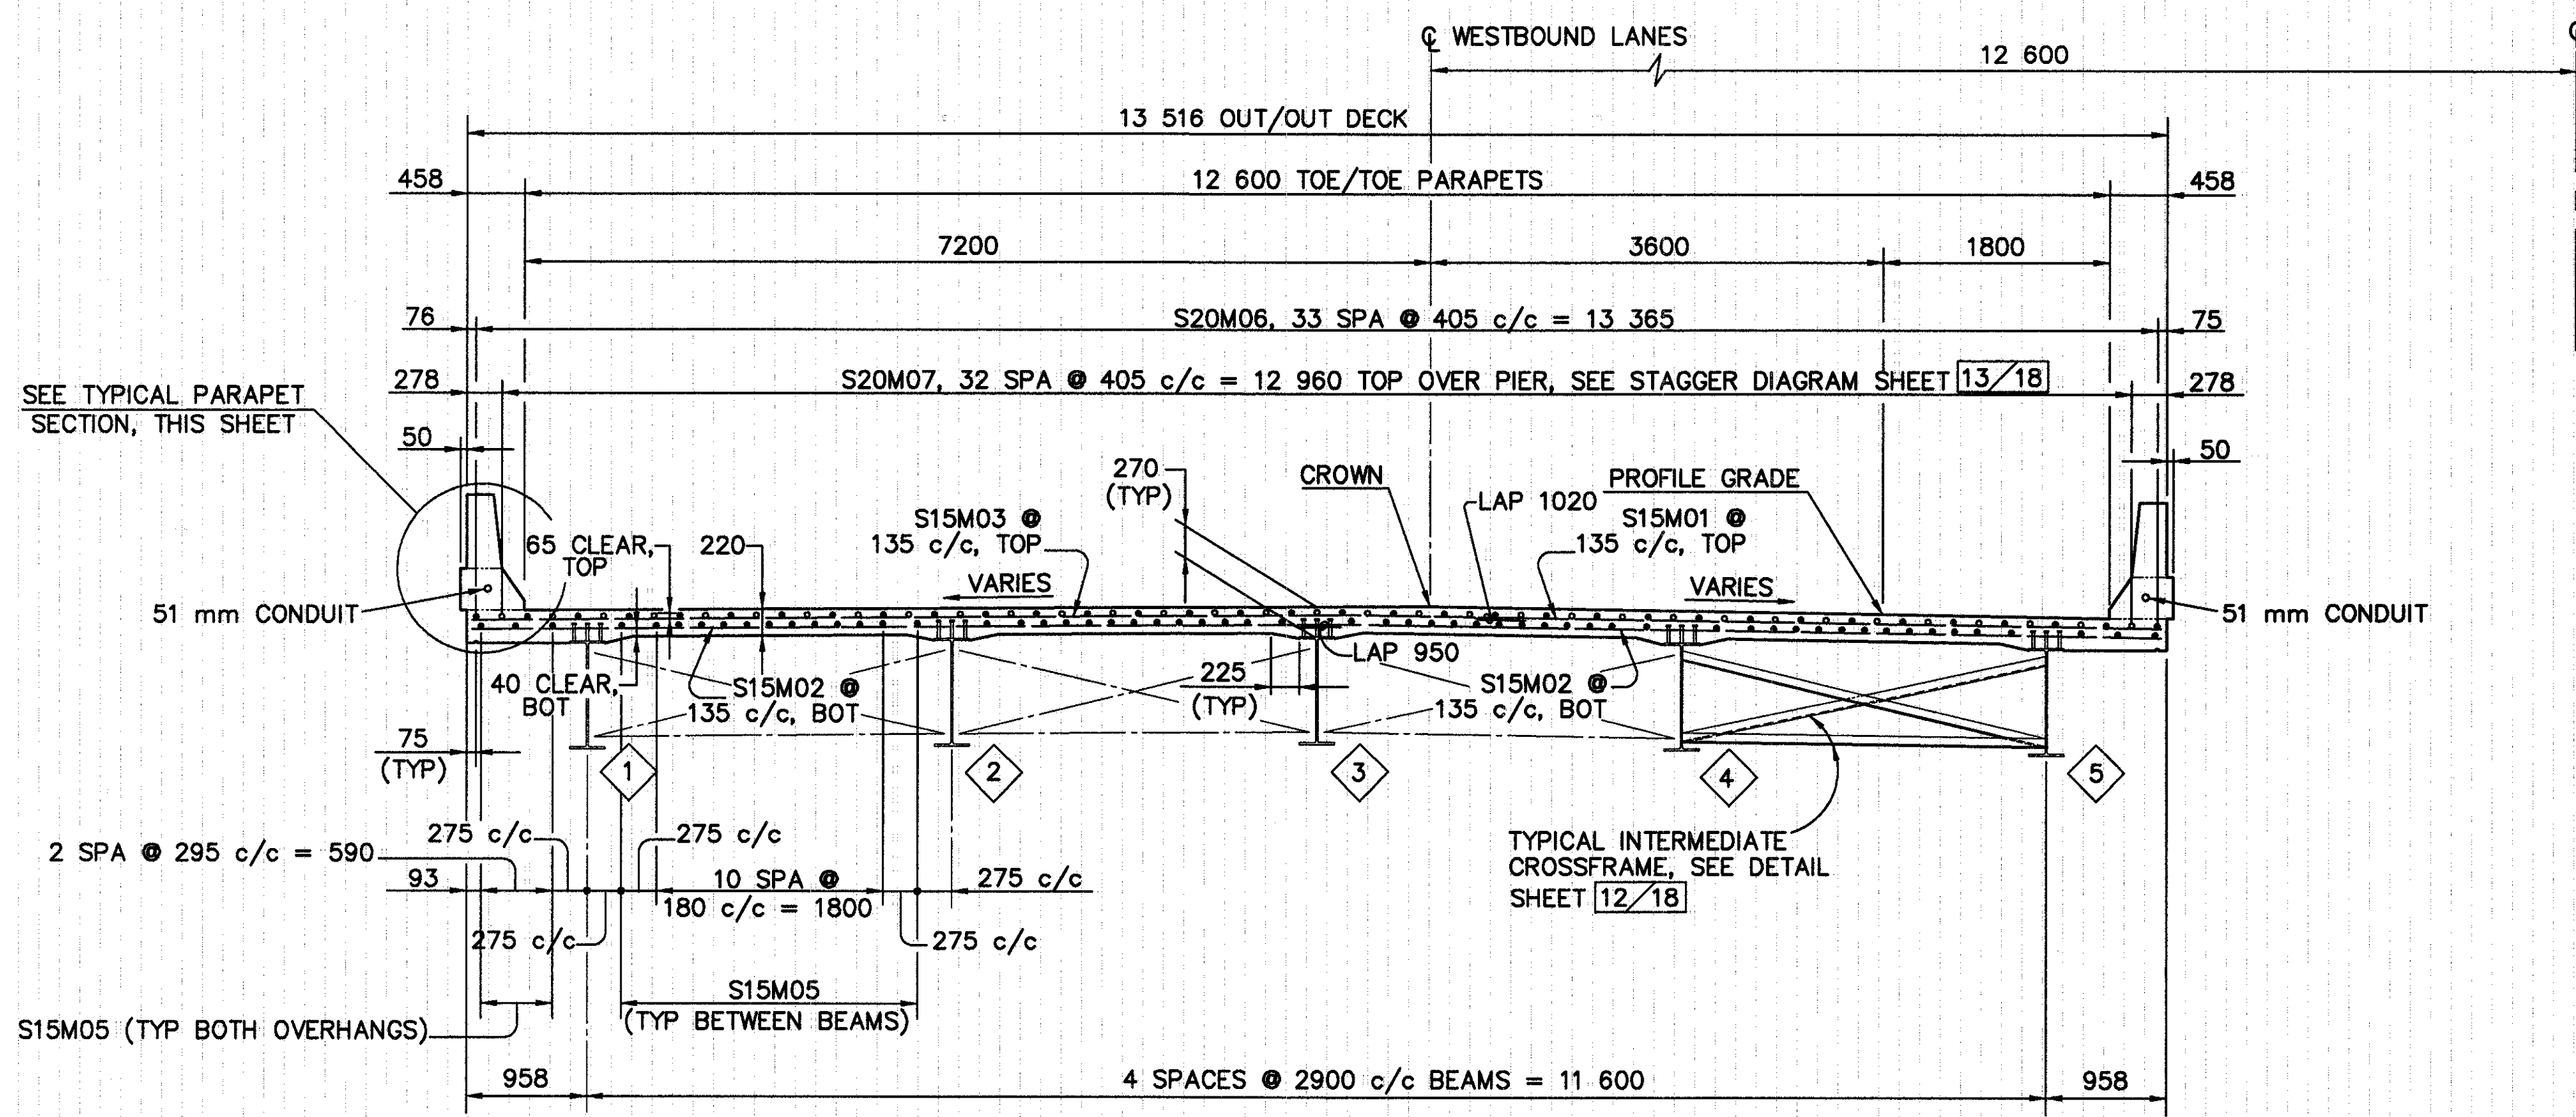 ℄ WESTBOUND LANES
12 600
13 516 OUT/OUT DECK
458
12 600 TOE/TOE PARAPETS
458
7200
3600
1800
76
S20M06, 33 SPA @ 405 c/c = 13 365
75
278
S20M07, 32 SPA @ 405 c/c = 12 960 TOP OVER PIER, SEE STAGGER DIAGRAM SHEET 13/18
278
SEE TYPICAL PARAPET
SECTION, THIS SHEET
50
50
270
(TYP)
CROWN
PROFILE GRADE
LAP 1020
65 CLEAR,
TOP
220
S15M03 @
135 c/c, TOP
S15M01 @
135 c/c, TOP
VARIES
VARIES
51 mm CONDUIT
51 mm CONDUIT
LAP 950
40 CLEAR,
BOT
S15M02 @
135 c/c, BOT
225
(TYP)
S15M02 @
135 c/c, BOT
75
(TYP)
1
2
3
4
5
2 SPA @ 295 c/c = 590
275 c/c
275 c/c
93
10 SPA @
180 c/c = 1800
275 c/c
275 c/c
275 c/c
TYPICAL INTERMEDIATE
CROSSFRAME, SEE DETAIL
SHEET 12/18
S15M05
(TYP BETWEEN BEAMS)
S15M05 (TYP BOTH OVERHANGS)
958
4 SPACES @ 2900 c/c BEAMS = 11 600
958